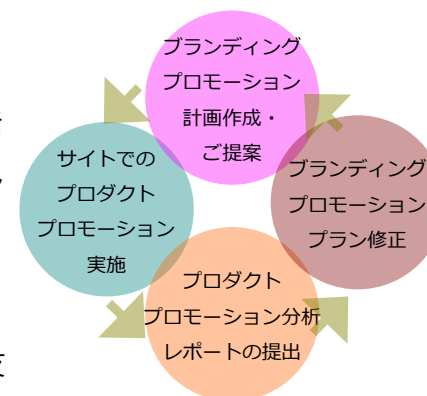 ブランディング
プロモーション
計画作成・
ご提案
サイトでの
プロダクト
プロモーション
実施
ブランディング
プロモーション
プラン修正
プロダクト
プロモーション分析
レポートの提出